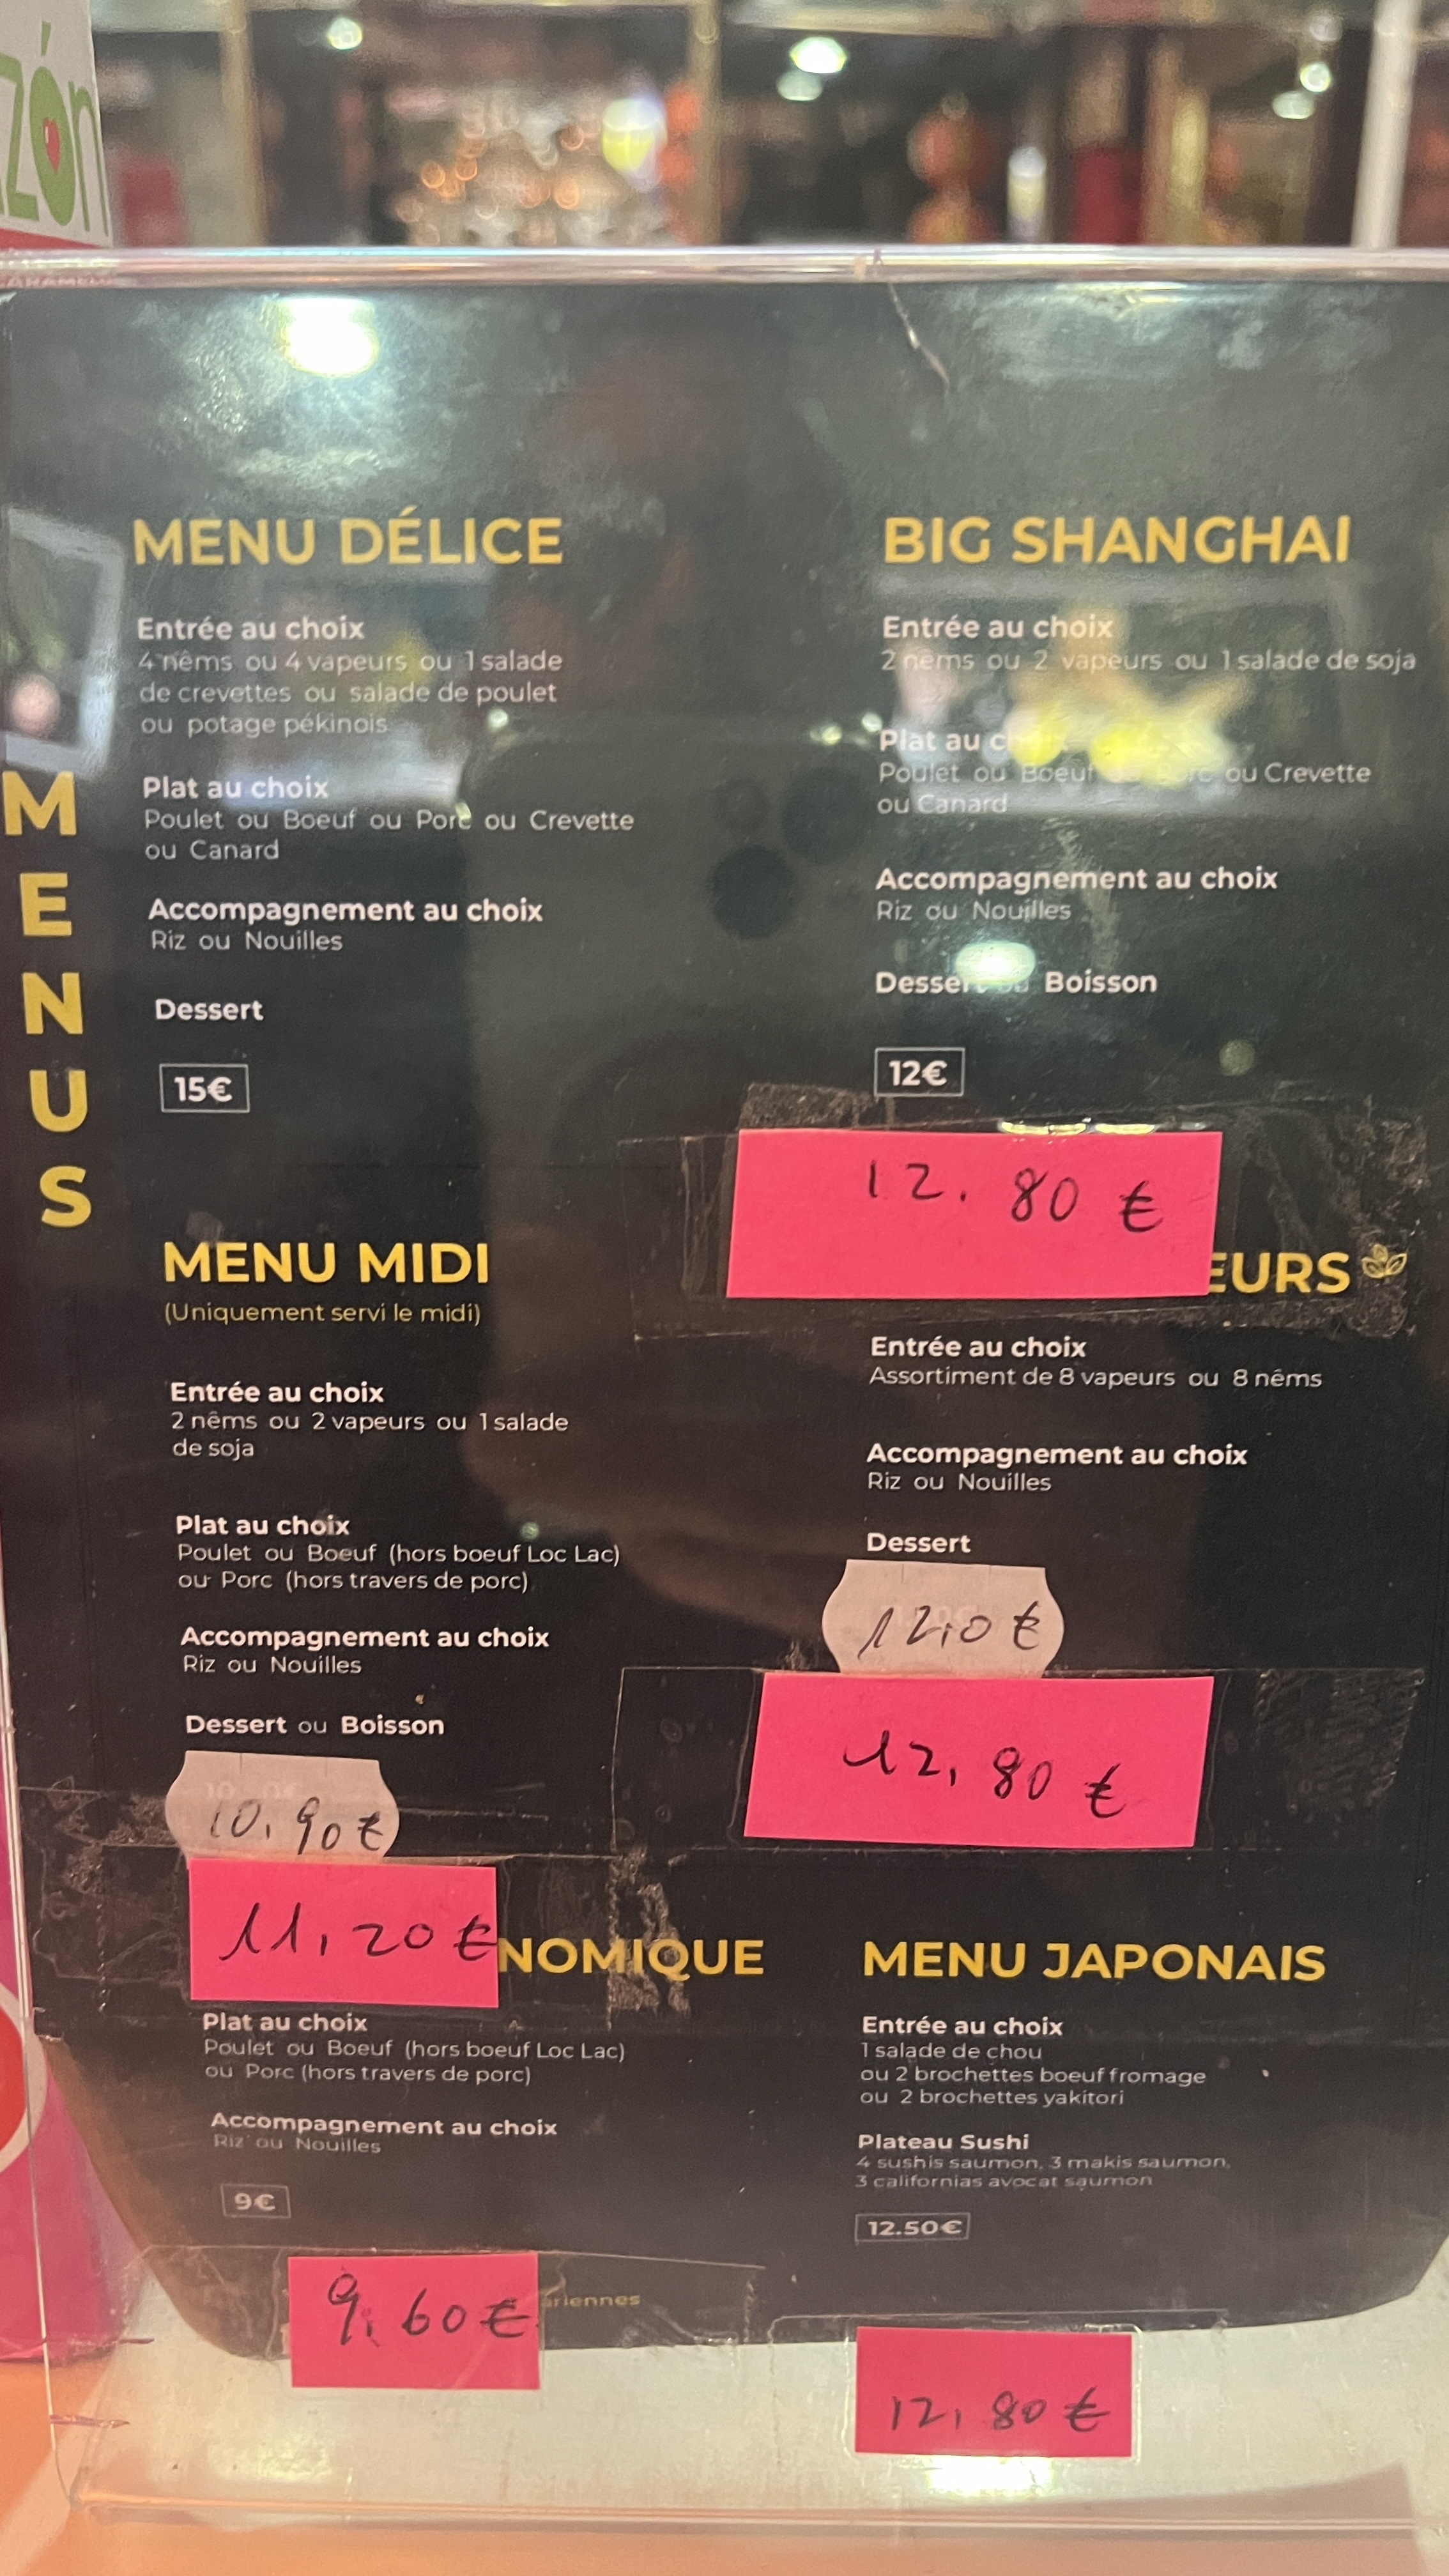 zón
MENUS
MENU DÉLICE
Entrée au choix
4 nêms ou 4 vapeurs ou 1 salade
de crevettes ou salade de poulet
ou potage pékinois
Plat au choix
Poulet ou Boeuf ou Porc ou Crevette
ou Canard
Accompagnement au choix
Riz ou Nouilles
Dessert
15€
BIG SHANGHAI
Entrée au choix
2 nems ou 2 vapeurs ou 1 salade de soja
Plat au c
Poulet ou Boeuf ou Crevette
ou Canard
Accompagnement au choix
Riz ou Nouilles
Dessert Boisson
12€
12.80 €
MENU MIDI
(Uniquement servi le midi)
Entrée au choix
2 nêms ou 2 vapeurs ou 1 salade
de soja
Plat au choix
Poulet ou Boeuf (hors boeuf Loc Lac)
ou Porc (hors travers de porc)
Accompagnement au choix
Riz ou Nouilles
Dessert ou Boisson
10,90€
11,20€
EURS
Entrée au choix
Assortiment de 8 vapeurs ou 8 nêms
Accompagnement au choix
Riz ou Nouilles
Dessert
12,0 €
12,80 €
NOMIQUE
Plat au choix
Poulet ou Boeuf (hors boeuf Loc Lac)
ou Porc (hors travers de porc)
Accompagnement au choix
Riz ou Nouilles
9€
9,60€
ariennes
MENU JAPONAIS
Entrée au choix
1 salade de chou
ou 2 brochettes boeuf fromage
ou 2 brochettes yakitori
Plateau Sushi
4 sushis saumon, 3 makis saumon,
3 californias avocat saumon
12.50€
12,80 €